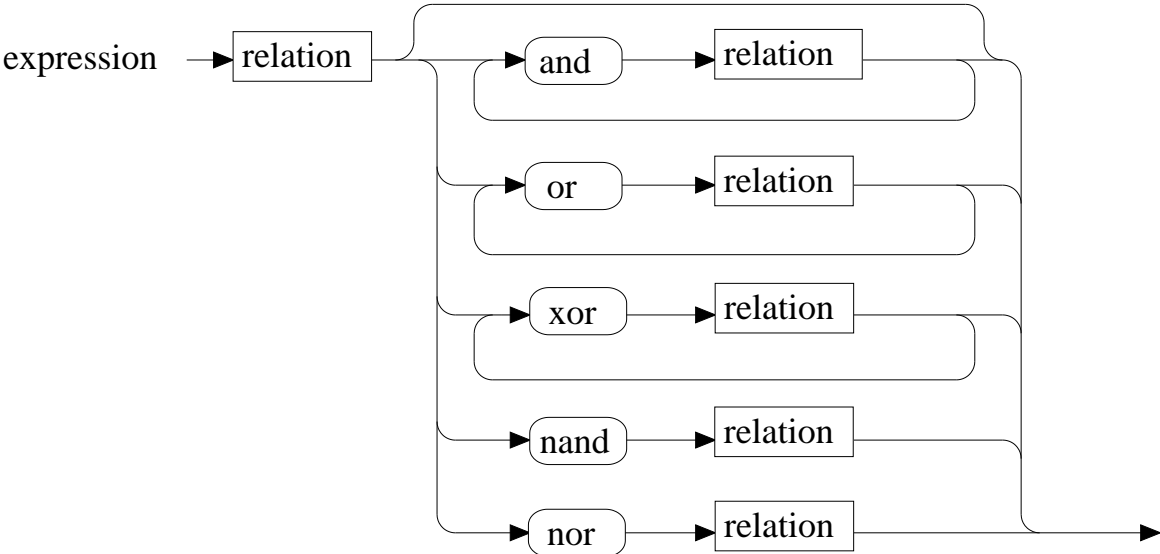 expression relation and relation
or relation
xor relation
nand relation
nor relation